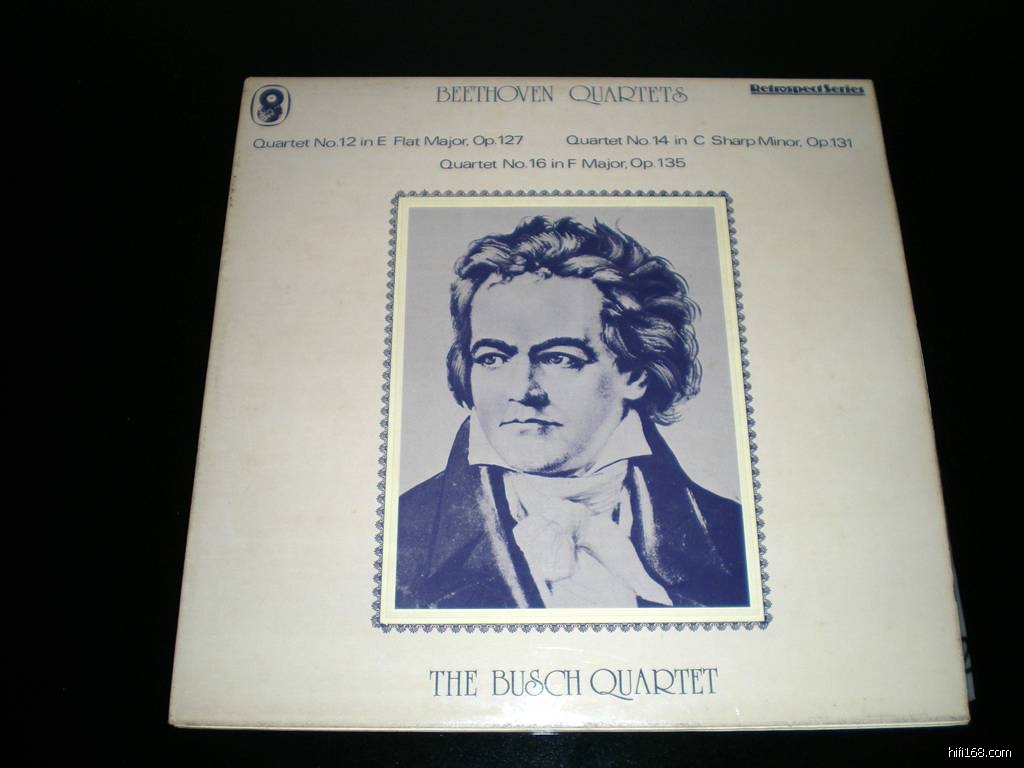 BEETHOVEN QUARTETS
Retrospect Series
Quartet No.12 in E Flat Major, Op.127 Quartet No.14 in C Sharp Minor, Op.131
Quartet No.16 in F Major, Op.135
THE BUSCH QUARTET
hifi168.com